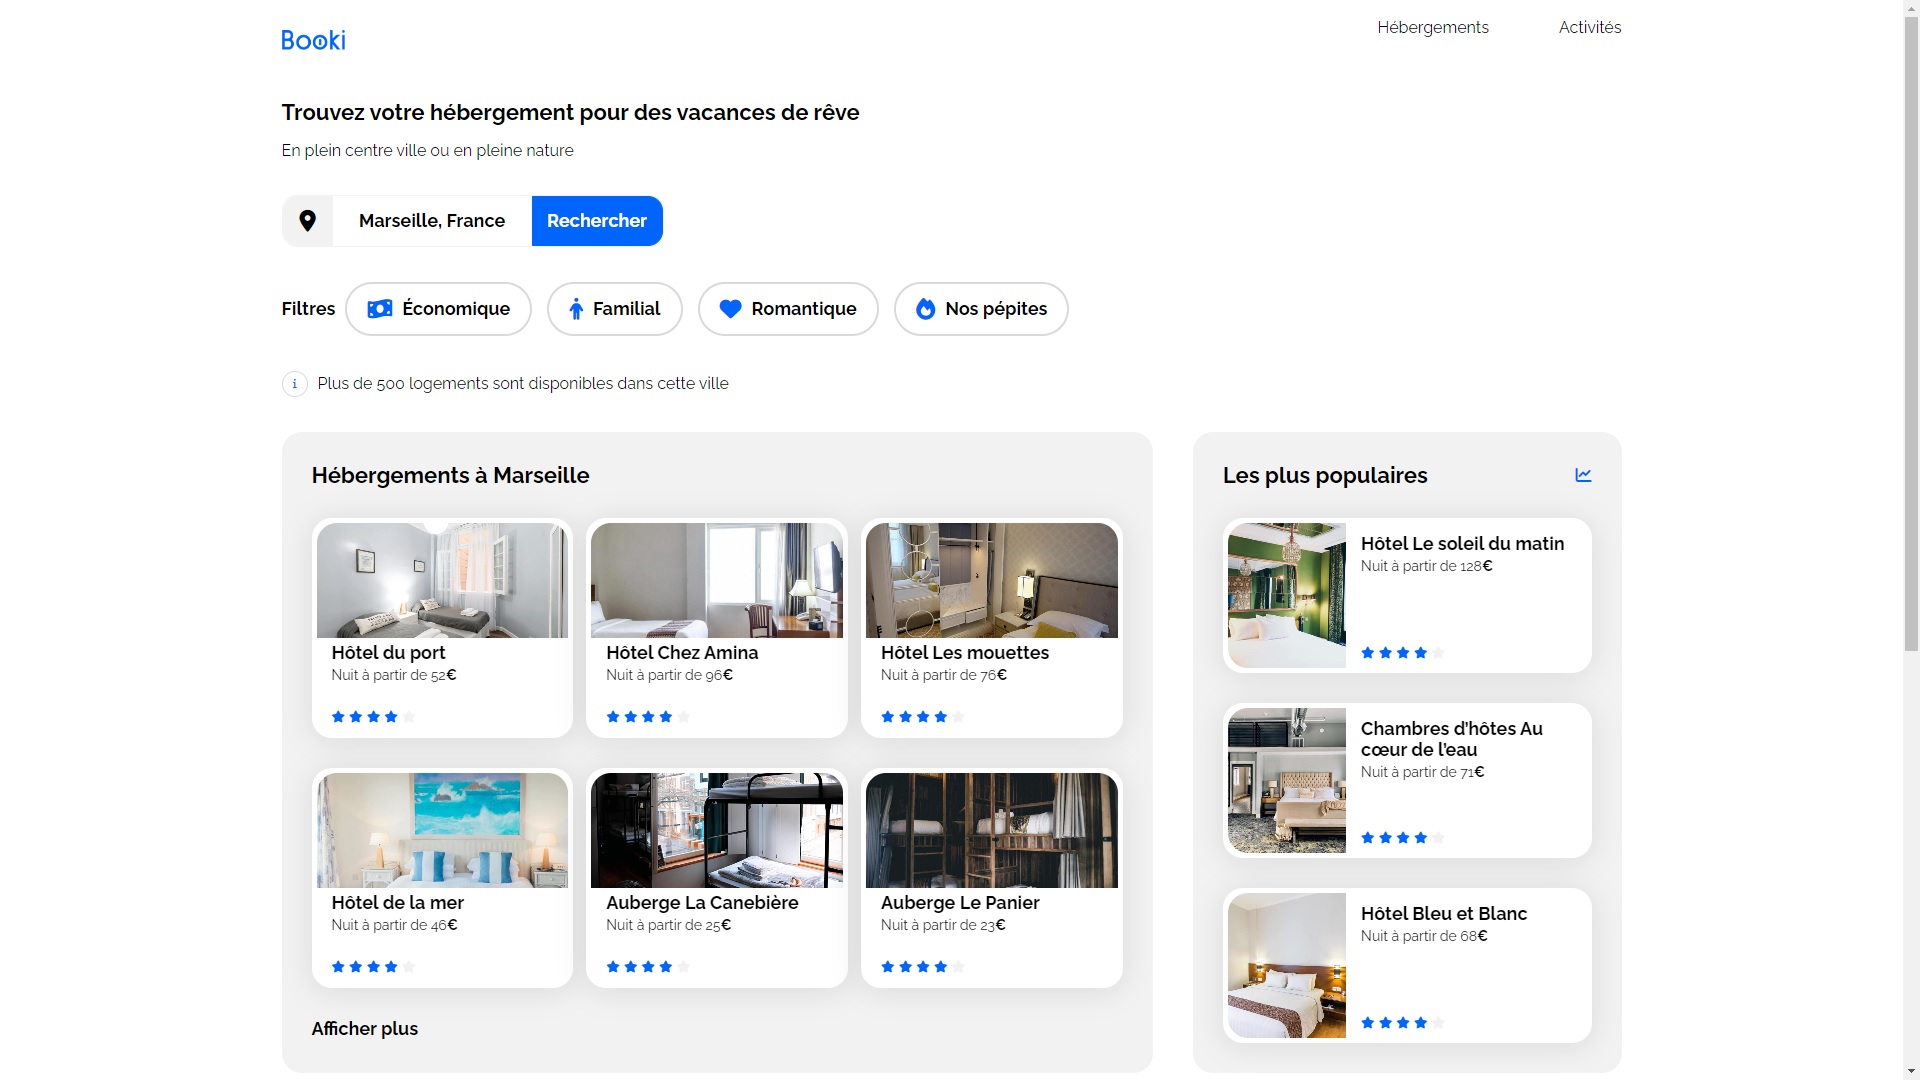 Booki
Hébergements
Activités
Trouvez votre hébergement pour des vacances de rêve
En plein centre ville ou en pleine nature
Marseille, France
Rechercher
Filtres
Économique
Familial
Romantique
Nos pépites
i
Plus de 500 logements sont disponibles dans cette ville
Hébergements à Marseille
Hôtel du port
Nuit à partir de 52€
Hôtel Chez Amina
Nuit à partir de 96€
Hôtel Les mouettes
Nuit à partir de 76€
Hôtel de la mer
Nuit à partir de 46€
Auberge La Canebière
Nuit à partir de 25€
Auberge Le Panier
Nuit à partir de 23€
Afficher plus
Les plus populaires
Hôtel Le soleil du matin
Nuit à partir de 128€
Chambres d'hôtes Au
cœur de l'eau
Nuit à partir de 71€
Hôtel Bleu et Blanc
Nuit à partir de 68€